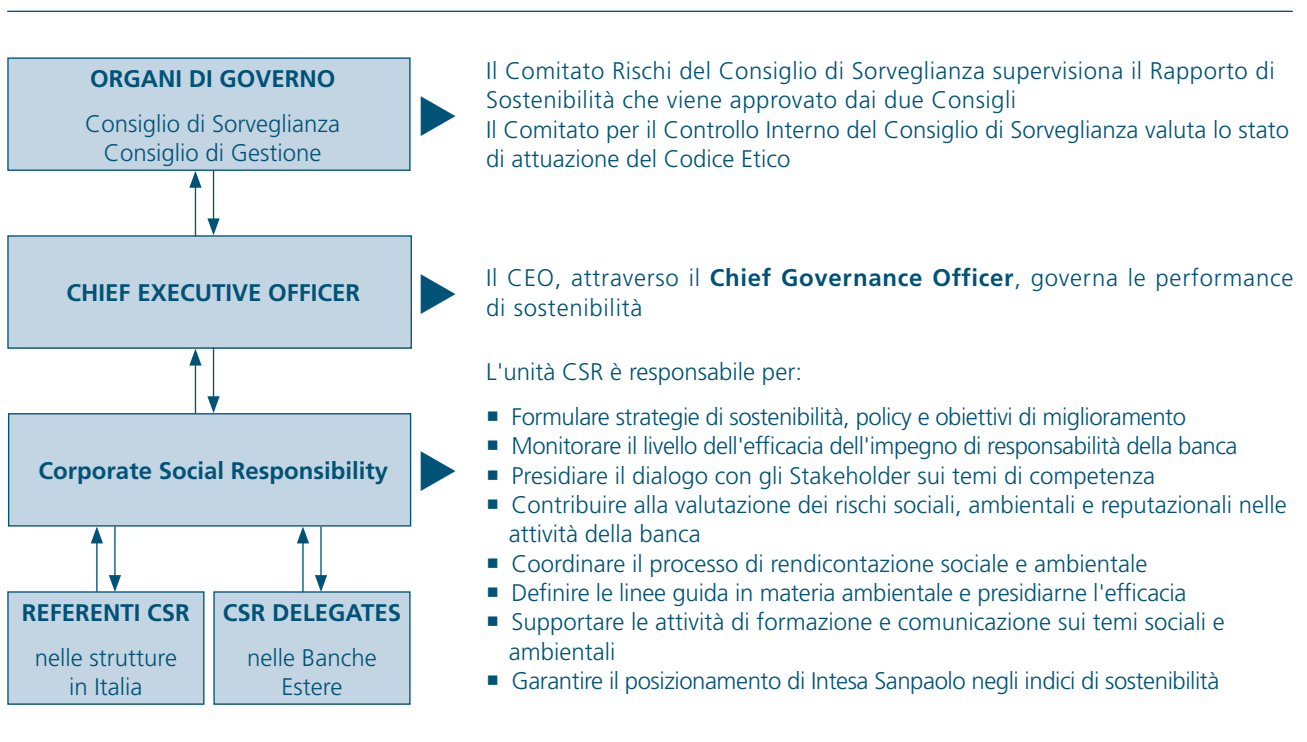 ORGANI DI GOVERNO
Consiglio di Sorveglianza
Consiglio di Gestione
Il Comitato Rischi del Consiglio di Sorveglianza supervisiona il Rapporto di
Sostenibilità che viene approvato dai due Consigli
Il Comitato per il Controllo Interno del Consiglio di Sorveglianza valuta lo stato
di attuazione del Codice Etico
CHIEF EXECUTIVE OFFICER
Il CEO, attraverso il Chief Governance Officer, governa le performance
di sostenibilità
Corporate Social Responsibility
L'unità CSR è responsabile per:
▪ Formulare strategie di sostenibilità, policy e obiettivi di miglioramento
▪ Monitorare il livello dell'efficacia dell'impegno di responsabilità della banca
▪ Presidiare il dialogo con gli Stakeholder sui temi di competenza
▪ Contribuire alla valutazione dei rischi sociali, ambientali e reputazionali nelle
attività della banca
▪ Coordinare il processo di rendicontazione sociale e ambientale
▪ Definire le linee guida in materia ambientale e presidiarne l'efficacia
▪ Supportare le attività di formazione e comunicazione sui temi sociali e
ambientali
▪ Garantire il posizionamento di Intesa Sanpaolo negli indici di sostenibilità
REFERENTI CSR
nelle strutture
in Italia
CSR DELEGATES
nelle Banche
Estere